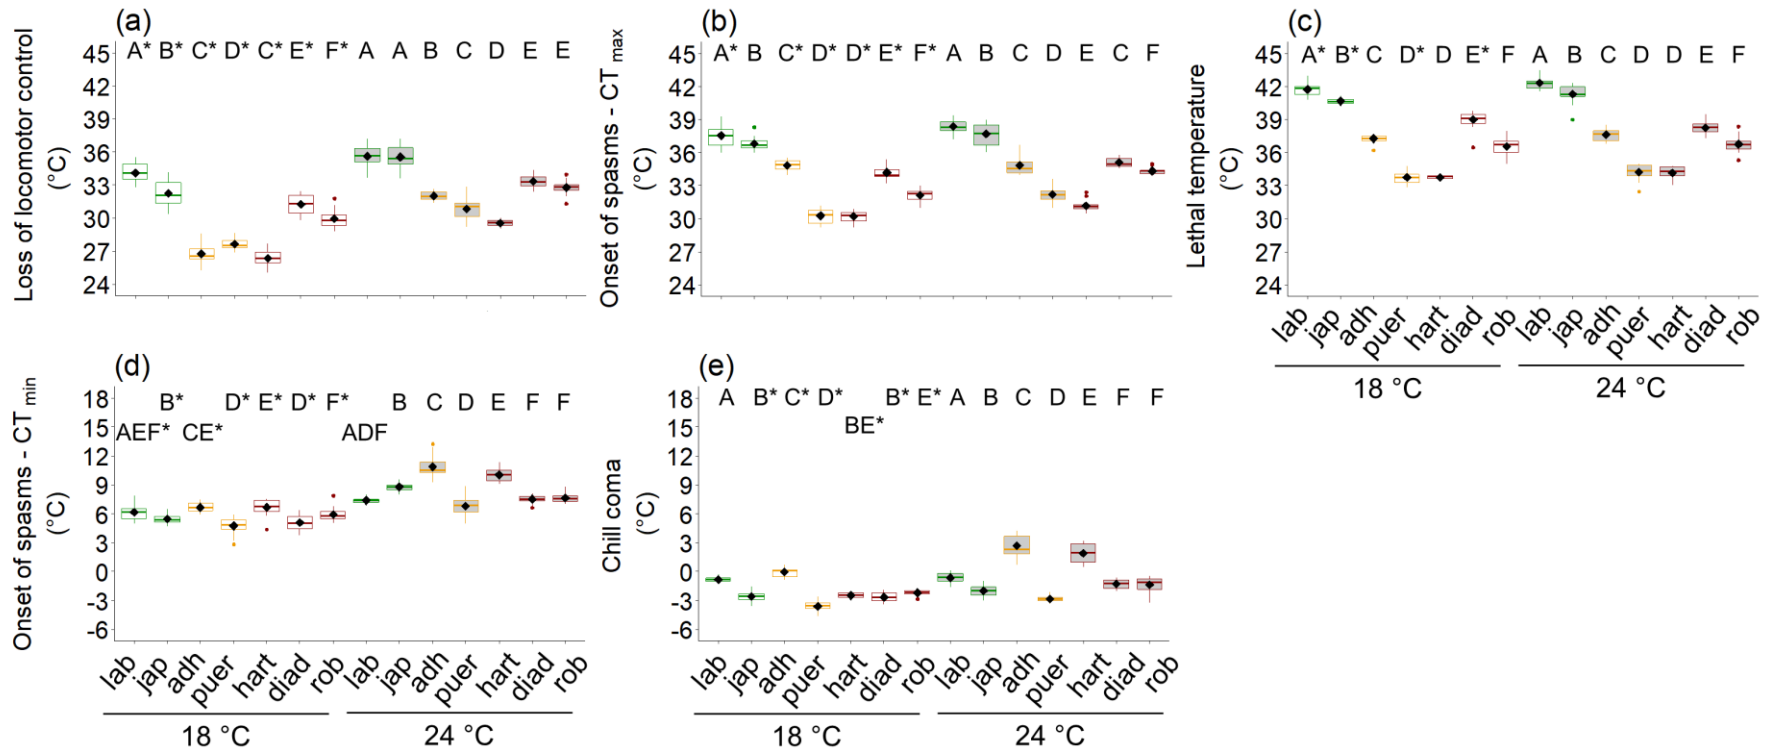 (a)
Loss of locomotor control
(°C)
45
42
39
36
33
30
27
24
A* B* C* D* C* E* F* A A B C D E E
(b)
Onset of spasms - CTmax
(°C)
45
42
39
36
33
30
27
24
A* B C* D* D* E* F* A B C D E C F
(c)
Lethal temperature
(°C)
45
42
39
36
33
30
27
24
A* B* C D* D E* F A B C D D E F
lab jap adh puer hart diad rob lab jap adh puer hart diad rob
18 °C 24 °C
(d)
Onset of spasms - CTmin
(°C)
18
15
12
9
6
3
0
-3
-6
B* D* E* D* F* B C D E F F
AEF* CE* ADF
lab jap adh puer hart diad rob lab jap adh puer hart diad rob
18 °C 24 °C
(e)
Chill coma
(°C)
18
15
12
9
6
3
0
-3
-6
A B* C* D* B* E* A B C D E F F
BE*
lab jap adh puer hart diad rob lab jap adh puer hart diad rob
18 °C 24 °C